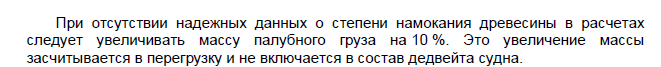 При отсутствии надежных данных о степени намокания древесины в расчетах
следует увеличивать массу палубного груза на 10 %. Это увеличение массы
засчитывается в перегрузку и не включается в состав дедвейта судна.